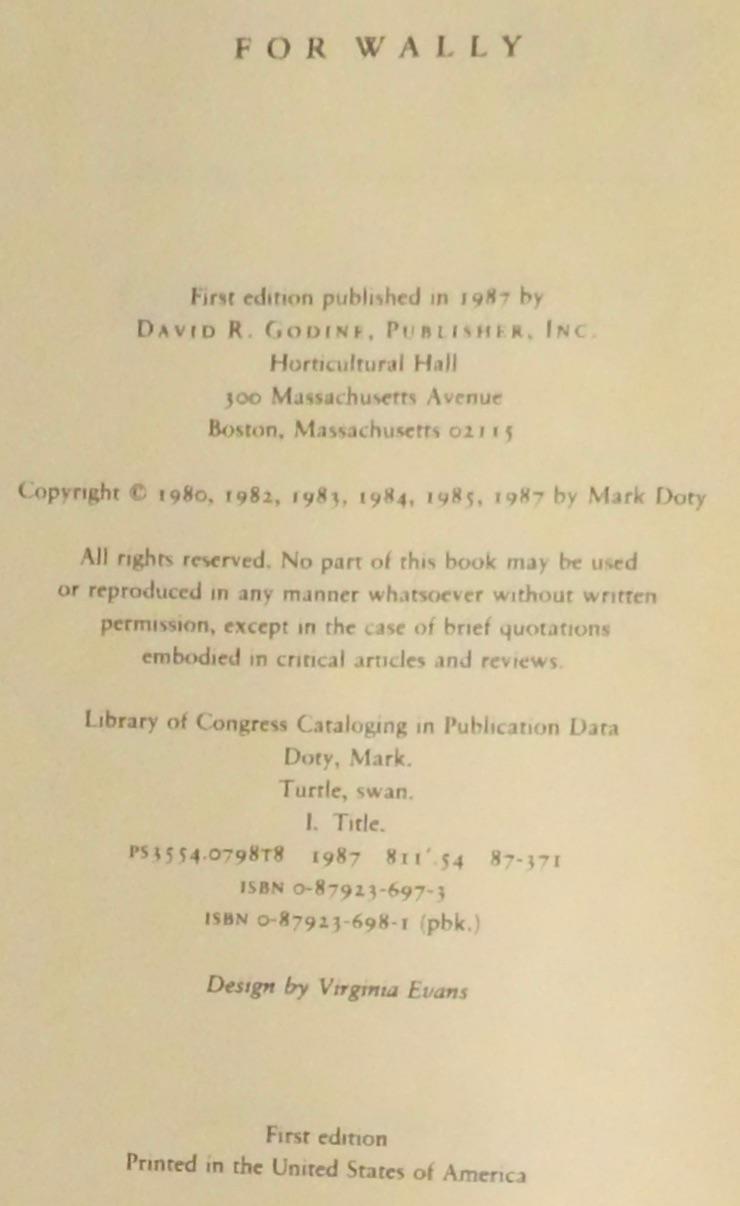 FOR WALLY
First edition published in 1987 by
DAVID R. GODINE, PUBLISHER, INC.
Horticultural Hall
300 Massachusetts Avenue
Boston, Massachusetts 02115
Copyright © 1980, 1982, 1983, 1984, 1985, 1987 by Mark Doty
All rights reserved. No part of this book may be used
or reproduced in any manner whatsoever without written
permission, except in the case of brief quotations
embodied in critical articles and reviews.
Library of Congress Cataloging in Publication Data
Doty, Mark.
Turtle, swan.
I. Title.
PS3554.O798T8 1987 811'.54 87-371
ISBN 0-87923-697-3
ISBN 0-87923-698-1 (pbk.)
Design by Virginia Evans
First edition
Printed in the United States of America